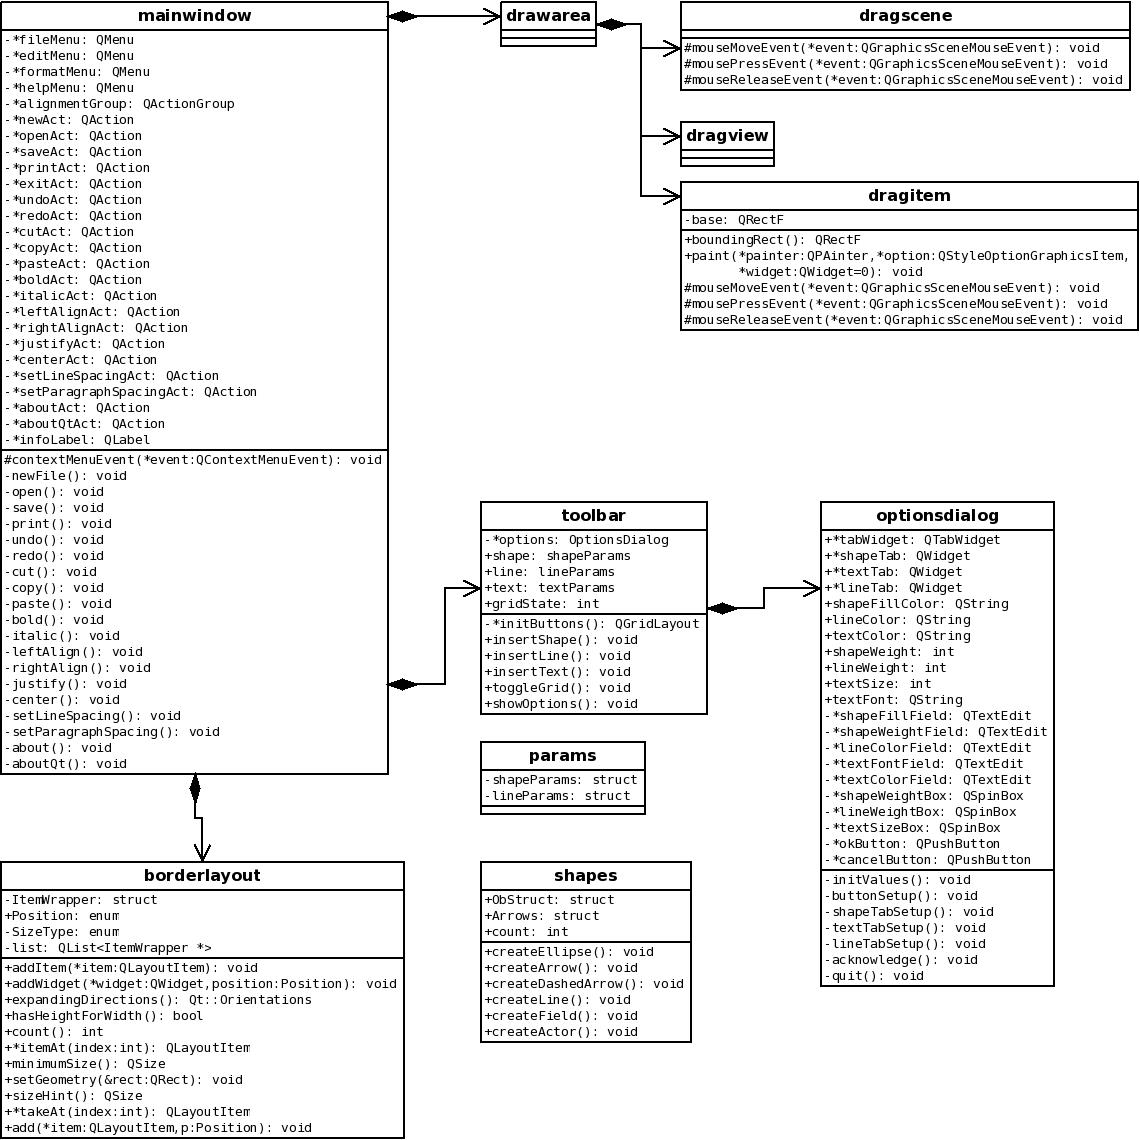 mainwindow
-*fileMenu: QMenu
-*editMenu: QMenu
-*formatMenu: QMenu
-*helpMenu: QMenu
-*alignmentGroup: QActionGroup
-*newAct: QAction
-*openAct: QAction
-*saveAct: QAction
-*printAct: QAction
-*exitAct: QAction
-*undoAct: QAction
-*redoAct: QAction
-*cutAct: QAction
-*copyAct: QAction
-*pasteAct: QAction
-*boldAct: QAction
-*italicAct: QAction
-*leftAlignAct: QAction
-*rightAlignAct: QAction
-*justifyAct: QAction
-*centerAct: QAction
-*setLineSpacingAct: QAction
-*setParagraphSpacingAct: QAction
-*aboutAct: QAction
-*aboutQtAct: QAction
-*infoLabel: QLabel
#contextMenuEvent(*event:QContextMenuEvent): void
-newFile(): void
-open(): void
-save(): void
-print(): void
-undo(): void
-redo(): void
-cut(): void
-copy(): void
-paste(): void
-bold(): void
-italic(): void
-leftAlign(): void
-rightAlign(): void
-justify(): void
-center(): void
-setLineSpacing(): void
-setParagraphSpacing(): void
-about(): void
-aboutQt(): void
drawarea
dragscene
#mouseMoveEvent(*event:QGraphicsSceneMouseEvent): void
#mousePressEvent(*event:QGraphicsSceneMouseEvent): void
#mouseReleaseEvent(*event:QGraphicsSceneMouseEvent): void
dragview
dragitem
-base: QRectF
+boundingRect(): QRectF
+paint(*painter:QPAinter,*option:QStyleOptionGraphicsItem,
*widget:QWidget=0): void
#mouseMoveEvent(*event:QGraphicsSceneMouseEvent): void
#mousePressEvent(*event:QGraphicsSceneMouseEvent): void
#mouseReleaseEvent(*event:QGraphicsSceneMouseEvent): void
toolbar
-*options: OptionsDialog
+shape: shapeParams
+line: lineParams
+text: textParams
+gridState: int
-*initButtons(): QGridLayout
+insertShape(): void
+insertLine(): void
+insertText(): void
+toggleGrid(): void
+showOptions(): void
optionsdialog
+*tabWidget: QTabWidget
+*shapeTab: QWidget
+*textTab: QWidget
+*lineTab: QWidget
+shapeFillColor: QString
+lineColor: QString
+textColor: QString
+shapeWeight: int
+lineWeight: int
+textSize: int
+textFont: QString
-*shapeFillField: QTextEdit
-*shapeWeightField: QTextEdit
-*lineColorField: QTextEdit
-*textFontField: QTextEdit
-*textColorField: QTextEdit
-*shapeWeightBox: QSpinBox
-*lineWeightBox: QSpinBox
-*textSizeBox: QSpinBox
-*okButton: QPushButton
-*cancelButton: QPushButton
-initValues(): void
-buttonSetup(): void
-shapeTabSetup(): void
-textTabSetup(): void
-lineTabSetup(): void
-acknowledge(): void
-quit(): void
params
-shapeParams: struct
-lineParams: struct
borderlayout
-ItemWrapper: struct
+Position: enum
-SizeType: enum
-list: QList<ItemWrapper *>
+addItem(*item:QLayoutItem): void
+addWidget(*widget:QWidget,position:Position): void
+expandingDirections(): Qt::Orientations
+hasHeightForWidth(): bool
+count(): int
+*itemAt(index:int): QLayoutItem
+minimumSize(): QSize
+setGeometry(&rect:QRect): void
+sizeHint(): QSize
+*takeAt(index:int): QLayoutItem
+add(*item:QLayoutItem,p:Position): void
shapes
+ObStruct: struct
+Arrows: struct
+count: int
+createEllipse(): void
+createArrow(): void
+createDashedArrow(): void
+createLine(): void
+createField(): void
+createActor(): void